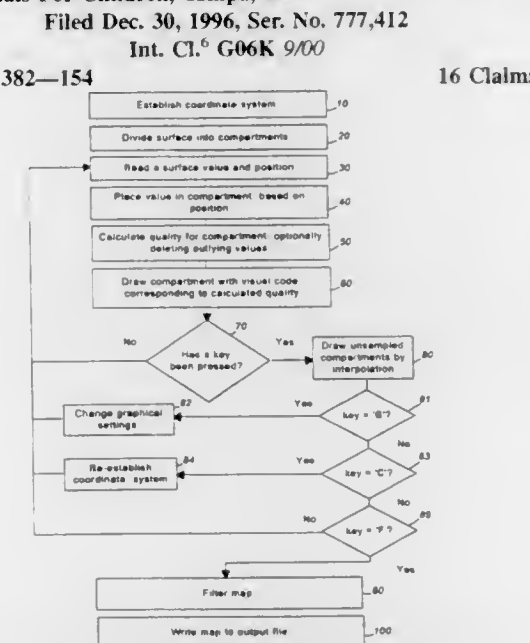 Filed Dec. 30, 1996, Ser. No. 777,412
Int. Cl.⁶ G06K 9/00
382—154
16 Claims
Establish coordinate system
10
Divide surface into compartments
20
Read a surface value and position
30
Place value in compartment based on
position
40
Calculate quality for compartment, optionally
deleting outlying values
50
Draw compartment with visual code
corresponding to calculated quality
60
70
No
Has a key
been pressed?
Yes
Draw unsampled
compartments by
interpolation
80
Change graphical
settings
82
Yes
key = 'G'?
81
No
Re-establish
coordinate system
84
Yes
key = 'C'?
83
No
No
key = 'F'?
85
Yes
Filter map
90
Write map to output file
100